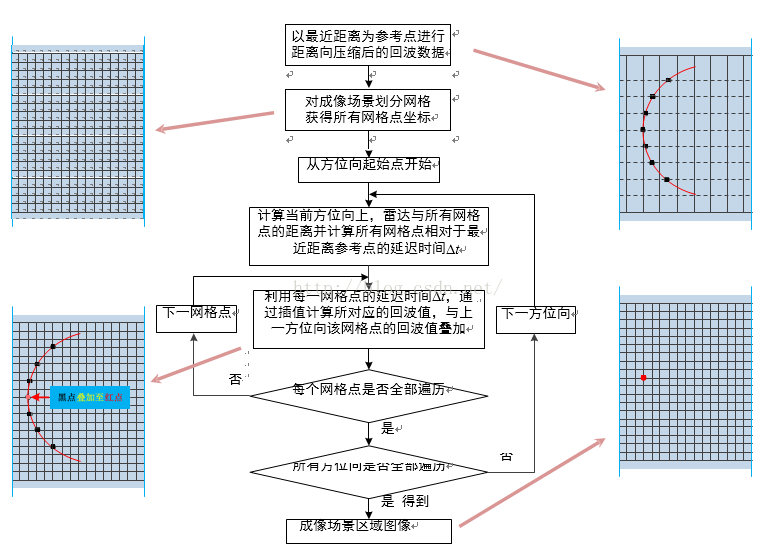 以最近距离为参考点进行
距离向压缩后的回波数据
对成像场景划分网格
获得所有网格点坐标
从方位向起始点开始
计算当前方位向上，雷达与所有网格
点的距离并计算所有网格点相对于最
近距离参考点的延迟时间Δt
利用每一网格点的延迟时间Δt，通
过插值计算所对应的回波值，与上
一方位向该网格点的回波值叠加
下一网格点
下一方位向
否
每个网格点是否全部遍历
是
黑点叠加至红点
所有方位向是否全部遍历
否
是 得到
成像场景区域图像